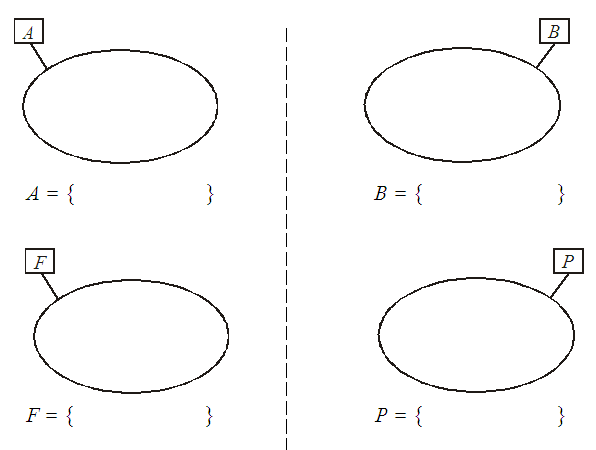 A
B
A = { }
B = { }
F
P
F = { }
P = { }